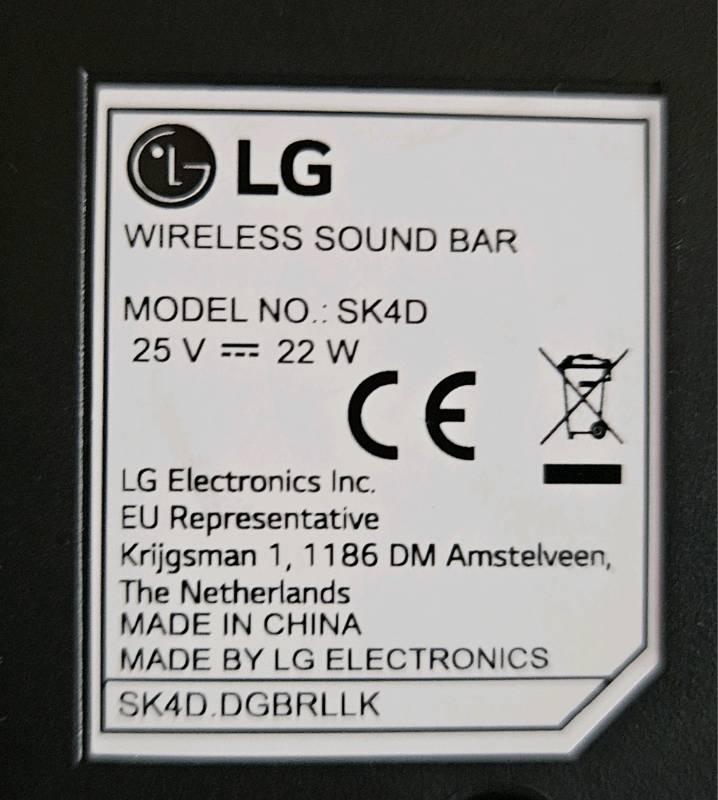 LG LG
WIRELESS SOUND BAR
MODEL NO.: SK4D
25 V ⎓ 22 W
CE
LG Electronics Inc.
EU Representative
Krijgsman 1, 1186 DM Amstelveen,
The Netherlands
MADE IN CHINA
MADE BY LG ELECTRONICS
SK4D.DGBRLLK